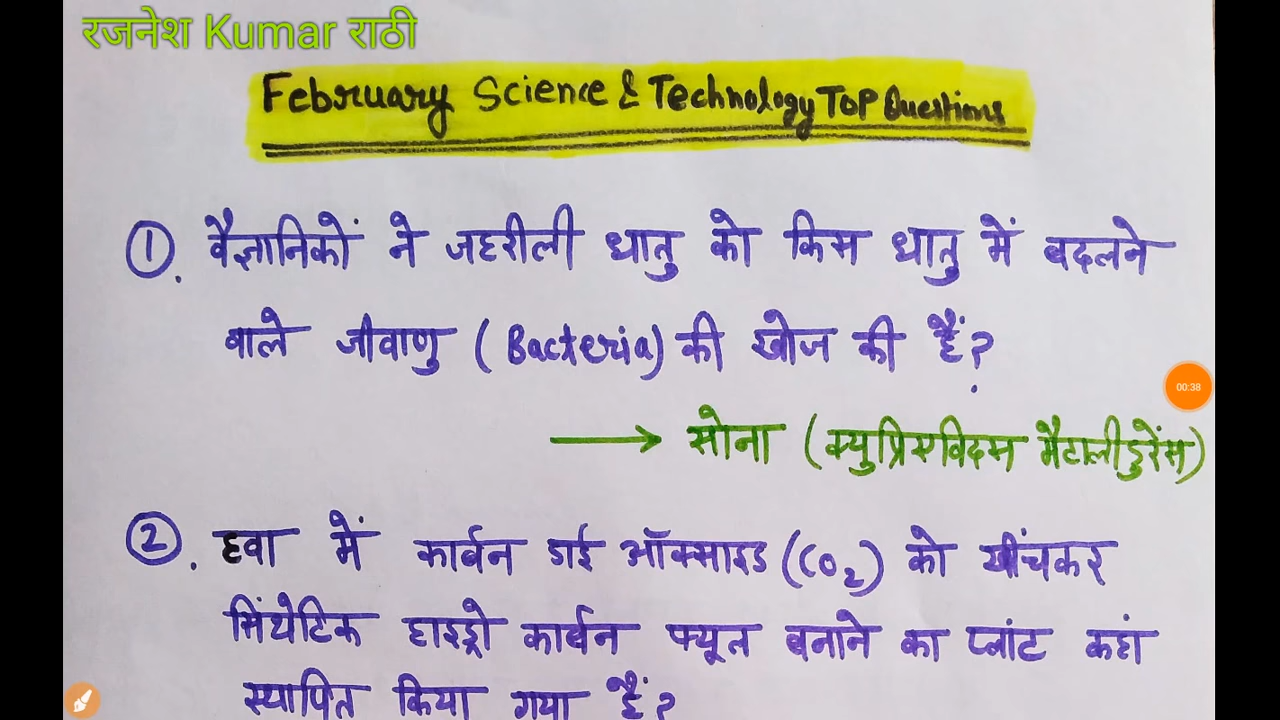 रजनेश Kumar राठी
February Science & Technology Top Questions
① . वैज्ञानिकों ने जहरीली धातु को किस धातु में बदलने
वाले जीवाणु ( Bacteria) की खोज की हैं?
→ सोना (क्युप्रिएविदस मैटालीडुरेंस)
00:38
② . हवा में कार्बन डाई ऑक्साइड (CO₂) को खींचकर
सिंथेटिक हाइड्रो कार्बन फ्यूल बनाने का प्लांट कहां
स्थापित किया गया हैं?